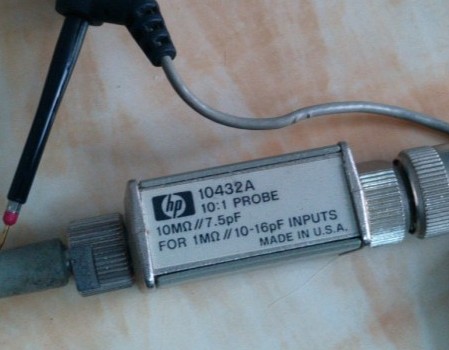 hp 10432A
10:1 PROBE
10MΩ//7.5pF
FOR 1MΩ//10-16pF INPUTS
MADE IN U.S.A.